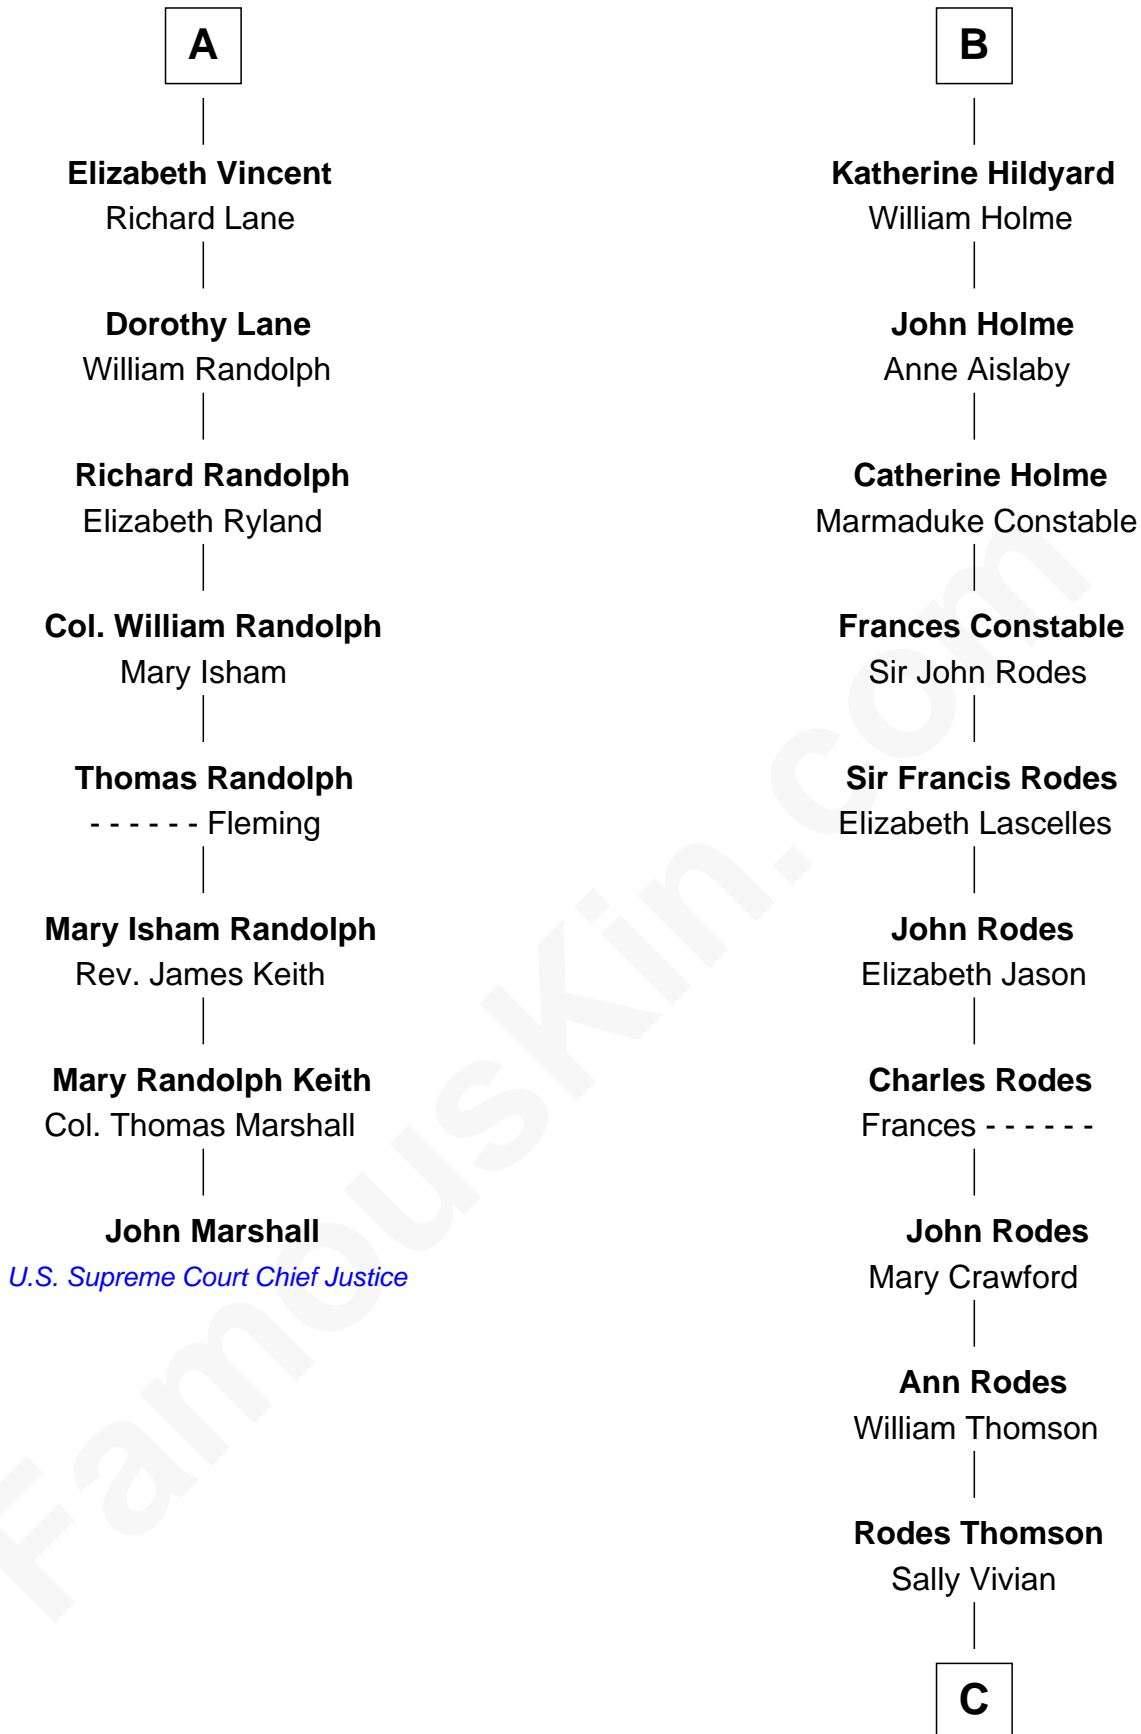 A
Elizabeth Vincent
Richard Lane
Dorothy Lane
William Randolph
Richard Randolph
Elizabeth Ryland
Col. William Randolph
Mary Isham
Thomas Randolph
- - - - - - Fleming
Mary Isham Randolph
Rev. James Keith
Mary Randolph Keith
Col. Thomas Marshall
John Marshall
U.S. Supreme Court Chief Justice
B
Katherine Hildyard
William Holme
John Holme
Anne Aislaby
Catherine Holme
Marmaduke Constable
Frances Constable
Sir John Rodes
Sir Francis Rodes
Elizabeth Lascelles
John Rodes
Elizabeth Jason
Charles Rodes
Frances - - - - - -
John Rodes
Mary Crawford
Ann Rodes
William Thomson
Rodes Thomson
Sally Vivian
C
FamousKin.com